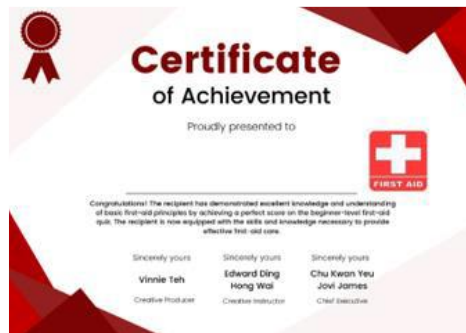 Certificate
of Achievement
Proudly presented to
FIRST AID
Congratulations! The recipient has demonstrated excellent knowledge and understanding
of basic first-aid principles by achieving a perfect score on the beginner-level first-aid
quiz. The recipient is now equipped with the skills and knowledge necessary to provide
effective first-aid care.
Sincerely yours Sincerely yours Sincerely yours
Vinnie Teh Edward Ding Chu Kwan Yeu
Hong Wai Jovi James
Creative Producer Creative Instructor Chief Executive